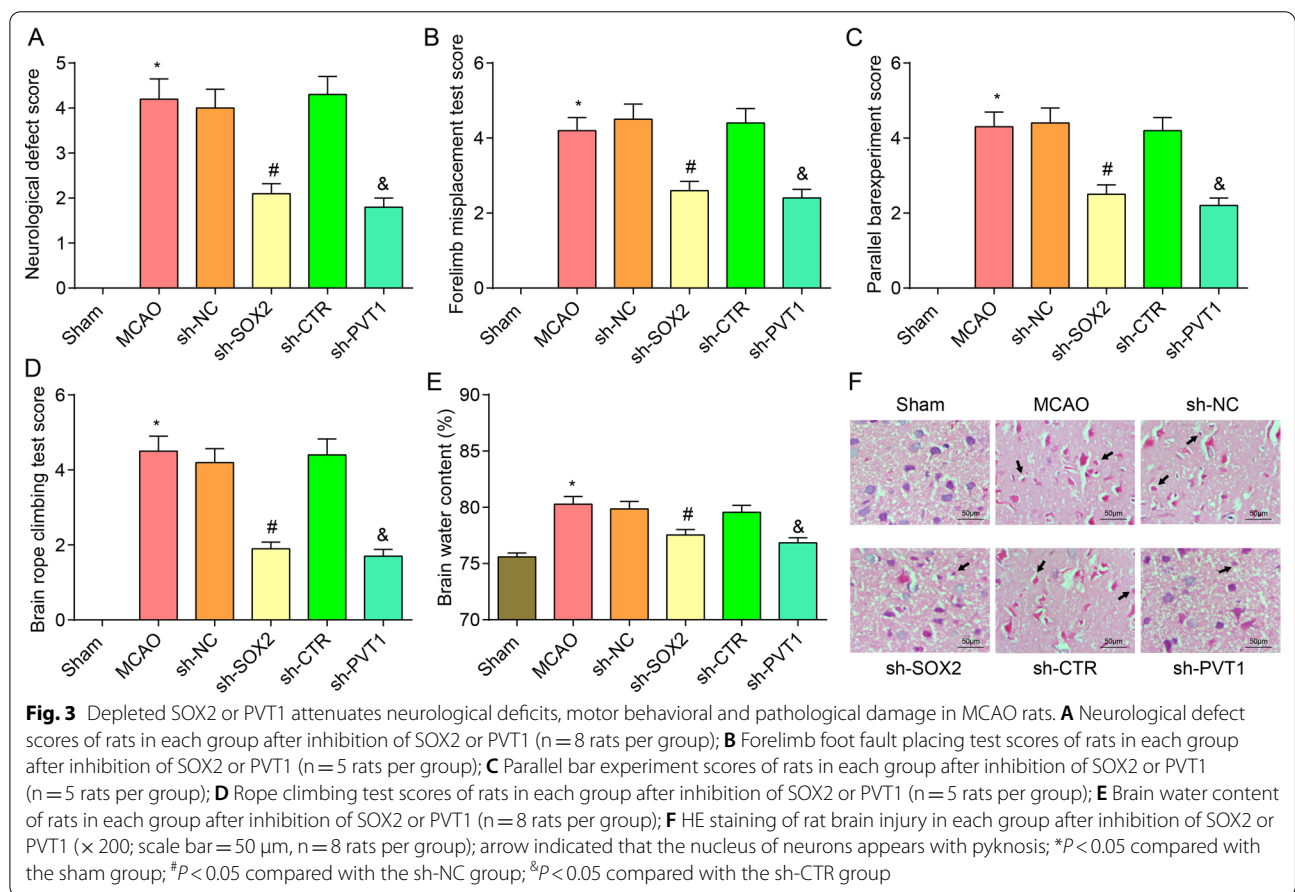 A
Neurological defect score
5
4
3
2
1
0
*
#
&
Sham
MCAO
sh-NC
sh-SOX2
sh-CTR
sh-PVT1
B
Forelimb misplacement test score
6
4
2
0
*
#
&
Sham
MCAO
sh-NC
sh-SOX2
sh-CTR
sh-PVT1
C
Parallel barexperiment score
6
4
2
0
*
#
&
Sham
MCAO
sh-NC
sh-SOX2
sh-CTR
sh-PVT1
D
Brain rope climbing test score
6
4
2
0
*
#
&
Sham
MCAO
sh-NC
sh-SOX2
sh-CTR
sh-PVT1
E
Brain water content (%)
90
85
80
75
70
*
#
&
Sham
MCAO
sh-NC
sh-SOX2
sh-CTR
sh-PVT1
F
Sham MCAO sh-NC
50μm 50μm 50μm
50μm 50μm 50μm
sh-SOX2 sh-CTR sh-PVT1
Fig. 3 Depleted SOX2 or PVT1 attenuates neurological deficits, motor behavioral and pathological damage in MCAO rats. A Neurological defect
scores of rats in each group after inhibition of SOX2 or PVT1 (n = 8 rats per group); B Forelimb foot fault placing test scores of rats in each group
after inhibition of SOX2 or PVT1 (n = 5 rats per group); C Parallel bar experiment scores of rats in each group after inhibition of SOX2 or PVT1
(n = 5 rats per group); D Rope climbing test scores of rats in each group after inhibition of SOX2 or PVT1 (n = 5 rats per group); E Brain water content
of rats in each group after inhibition of SOX2 or PVT1 (n = 8 rats per group); F HE staining of rat brain injury in each group after inhibition of SOX2 or
PVT1 (× 200; scale bar = 50 μm, n = 8 rats per group); arrow indicated that the nucleus of neurons appears with pyknosis; *P < 0.05 compared with
the sham group; #P < 0.05 compared with the sh-NC group; &P < 0.05 compared with the sh-CTR group